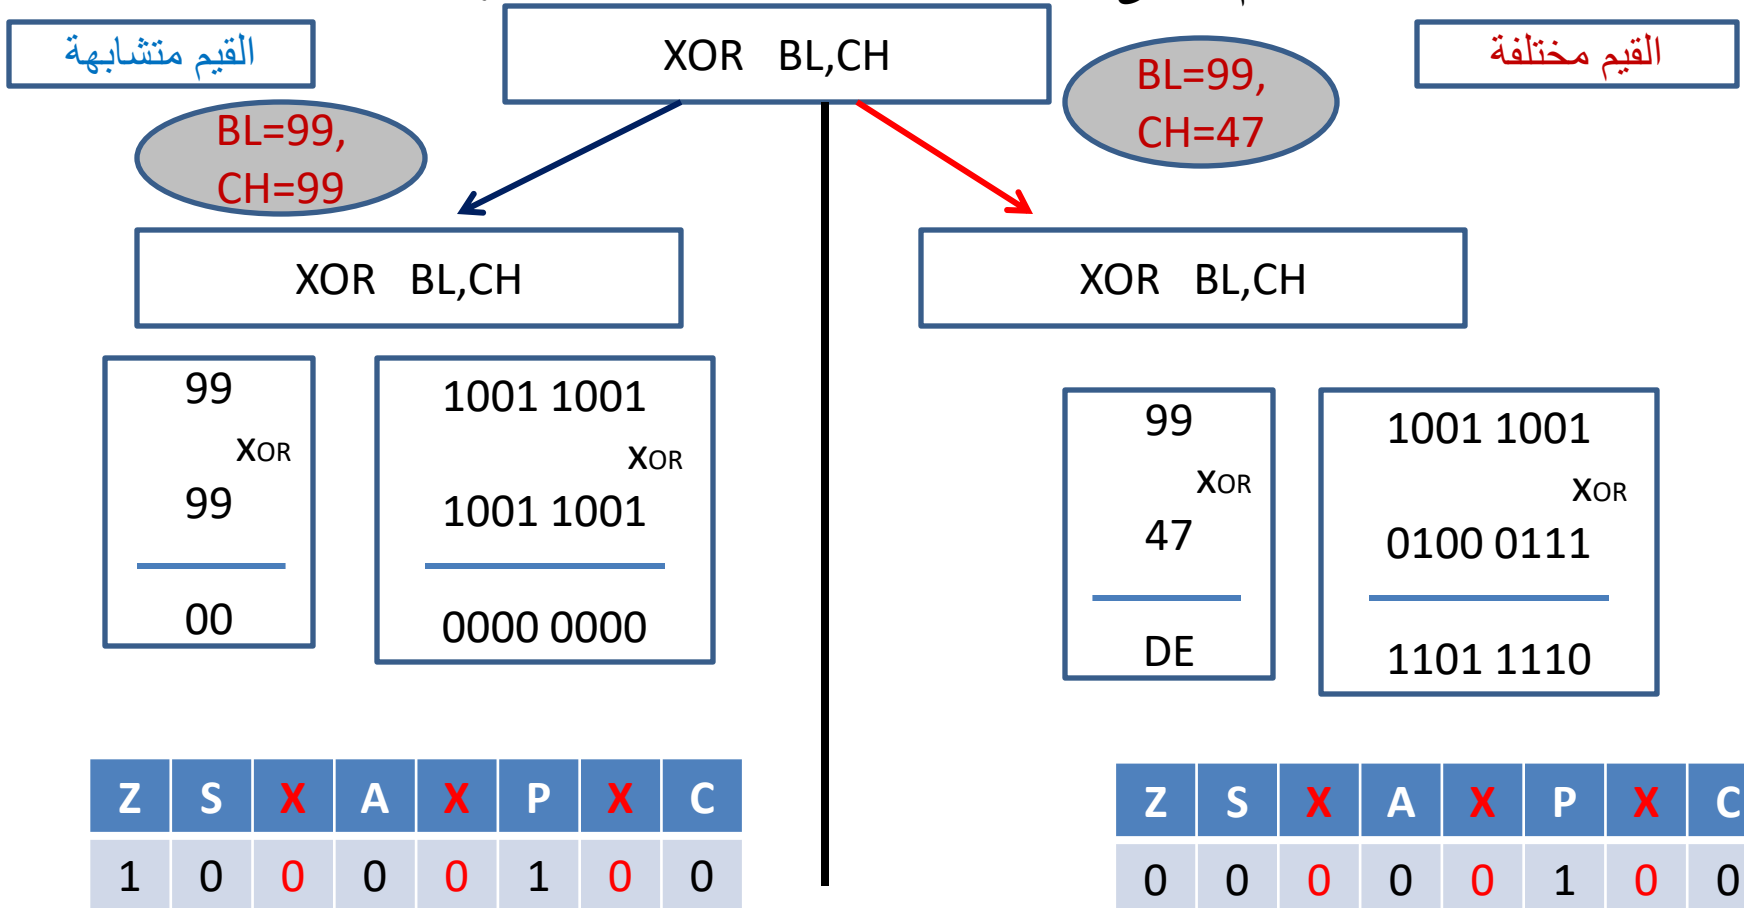 XOR BL,CH
القيم متشابهة
القيم مختلفة
BL=99,
CH=99
BL=99,
CH=47
XOR BL,CH
99
XOR
99
00
1001 1001
XOR
1001 1001
0000 0000
Z S X A X P X C
1 0 0 0 0 1 0 0
XOR BL,CH
99
XOR
47
DE
1001 1001
XOR
0100 0111
1101 1110
Z S X A X P X C
0 0 0 0 0 1 0 0